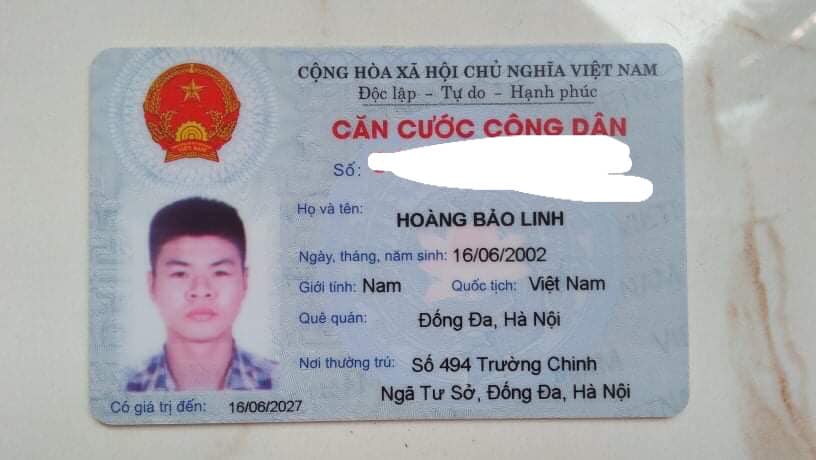 CỘNG HÒA XÃ HỘI CHỦ NGHĨA VIỆT NAM
Độc lập - Tự do - Hạnh phúc
CĂN CƯỚC CÔNG DÂN
Số:
Họ và tên: HOÀNG BẢO LINH
Ngày, tháng, năm sinh: 16/06/2002
Giới tính: Nam Quốc tịch: Việt Nam
Quê quán: Đống Đa, Hà Nội
Nơi thường trú: Số 494 Trường Chinh
Ngã Tư Sở, Đống Đa, Hà Nội
Có giá trị đến: 16/06/2027